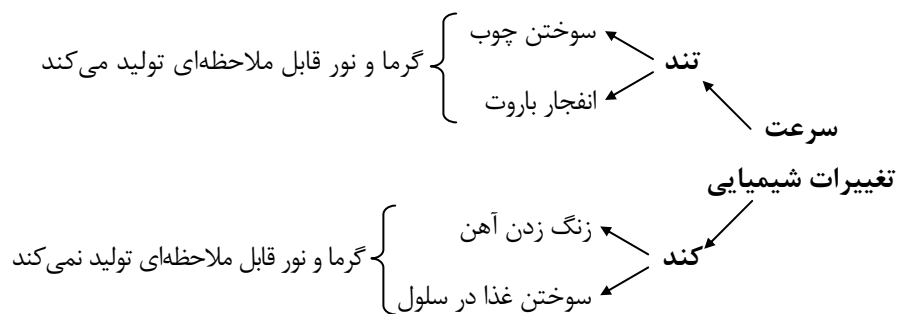 سرعت
تغییرات شیمیایی
تند
سوختن چوب
انفجار باروت
گرما و نور قابل ملاحظه‌ای تولید می‌کند
کند
زنگ زدن آهن
سوختن غذا در سلول
گرما و نور قابل ملاحظه‌ای تولید نمی‌کند